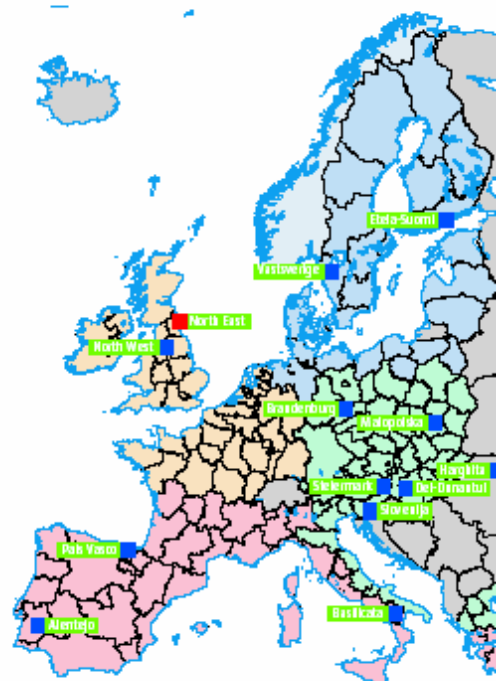 Etela-Suomi
Vastsverige
North East
North West
Brandenburg
Malopolska
Harghita
Steiermark
Del-Dunantul
Slovenija
Pais Vasco
Alentejo
Basilicata